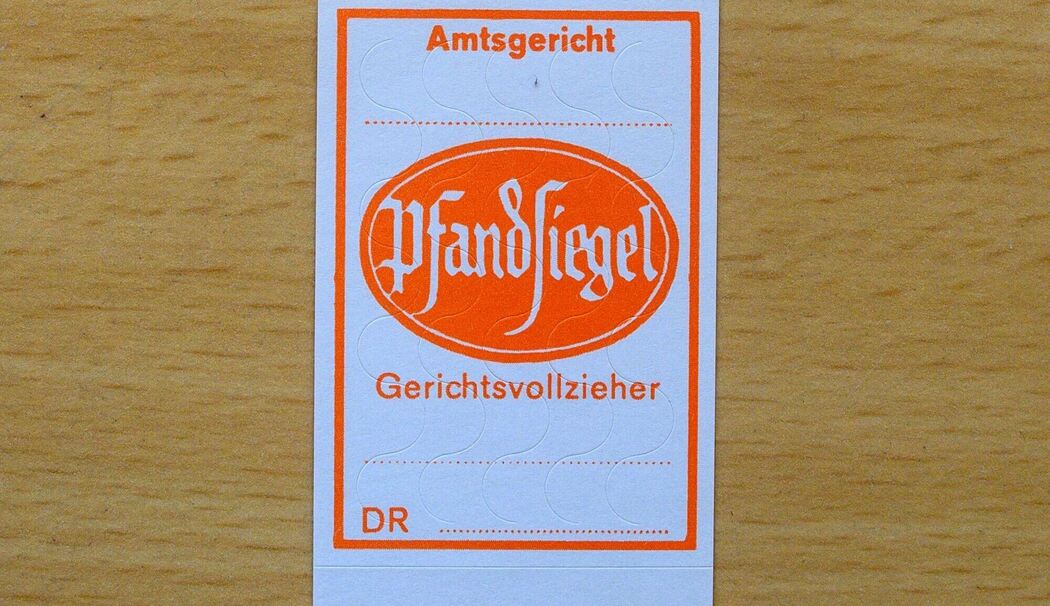 Amtsgericht
Pfandſiegel
Gerichtsvollzieher
DR